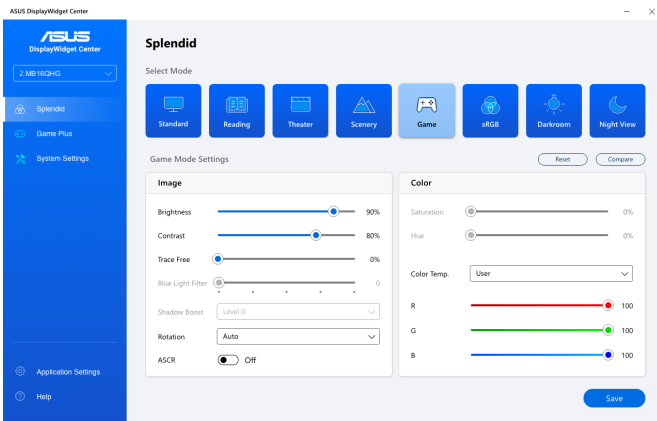 ASUS DisplayWidget Center
ASUS
DisplayWidget Center
2.MB16QHG
Splendid
Game Plus
System Settings
Application Settings
Help
Splendid
Select Mode
Standard
Reading
Theater
Scenery
Game
sRGB
Darkroom
Night View
Game Mode Settings
Reset
Compare
Image
Brightness 90%
Contrast 80%
Trace Free 0%
Blue Light Filter 0
Shadow Boost Level 0
Rotation Auto
ASCR Off
Color
Saturation 0%
Hue 0%
Color Temp. User
R 100
G 100
B 100
Save